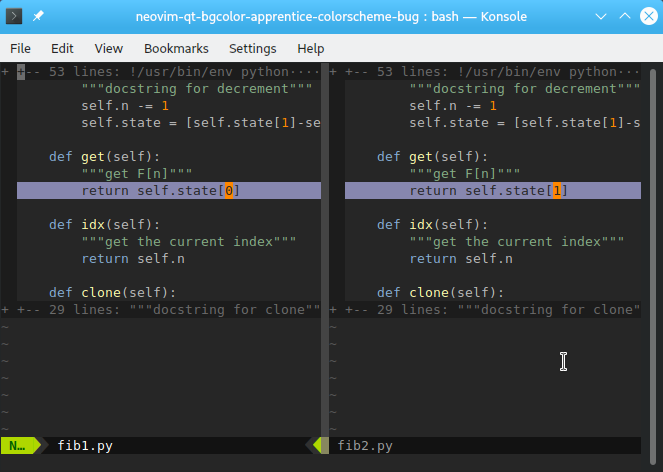 neovim-qt-bgcolor-apprentice-colorscheme-bug : bash — Konsole
File Edit View Bookmarks Settings Help
+ +-- 53 lines: !/usr/bin/env python····
"""docstring for decrement"""
self.n -= 1
self.state = [self.state[1]-se
def get(self):
"""get F[n]"""
return self.state[0]
def idx(self):
"""get the current index"""
return self.n
def clone(self):
+ +-- 29 lines: """docstring for clone""
~
~
~
~
~
~
~
N… fib1.py
+ +-- 53 lines: !/usr/bin/env python····
"""docstring for decrement"""
self.n -= 1
self.state = [self.state[1]-s
def get(self):
"""get F[n]"""
return self.state[1]
def idx(self):
"""get the current index"""
return self.n
def clone(self):
+ +-- 29 lines: """docstring for clone"
~
~
~
~
~
~
~
fib2.py